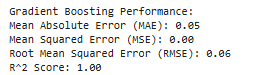 Gradient Boosting Performance:
Mean Absolute Error (MAE): 0.05
Mean Squared Error (MSE): 0.00
Root Mean Squared Error (RMSE): 0.06
R^2 Score: 1.00